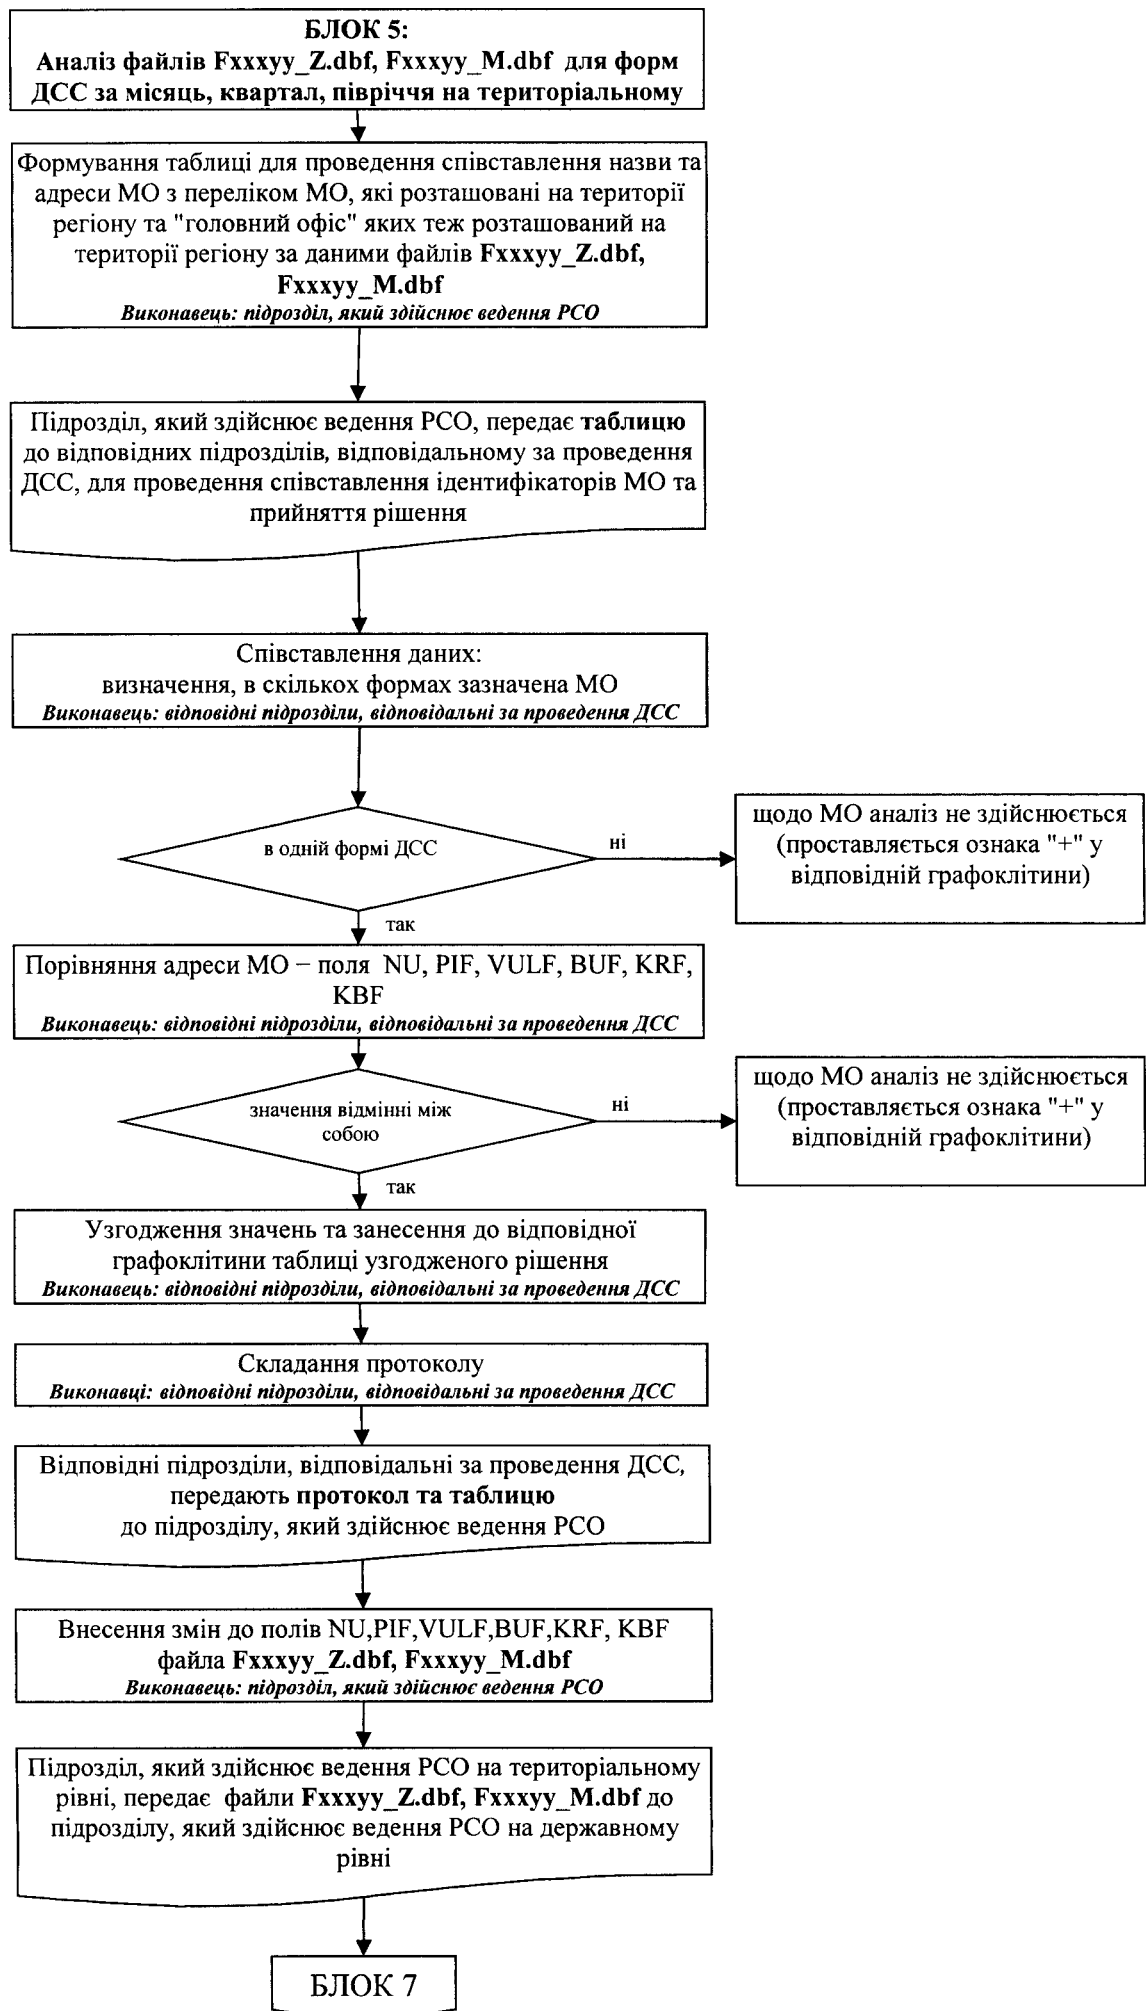 БЛОК 5:
Аналіз файлів Fxxxyy_Z.dbf, Fxxxyy_M.dbf для форм
ДСС за місяць, квартал, півріччя на територіальному
Формування таблиці для проведення співставлення назви та
адреси МО з переліком МО, які розташовані на території
регіону та "головний офіс" яких теж розташований на
території регіону за даними файлів Fxxxyy_Z.dbf,
Fxxxyy_M.dbf
Виконавець: підрозділ, який здійснює ведення РСО
Підрозділ, який здійснює ведення РСО, передає таблицю
до відповідних підрозділів, відповідальному за проведення
ДСС, для проведення співставлення ідентифікаторів МО та
прийняття рішення
Співставлення даних:
визначення, в скількох формах зазначена МО
Виконавець: відповідні підрозділи, відповідальні за проведення ДСС
в одній формі ДСС
ні
щодо МО аналіз не здійснюється
(проставляється ознака "+" у
відповідній графоклітини)
так
Порівняння адреси МО – поля NU, PIF, VULF, BUF, KRF,
KBF
Виконавець: відповідні підрозділи, відповідальні за проведення ДСС
значення відмінні між
собою
ні
щодо МО аналіз не здійснюється
(проставляється ознака "+" у
відповідній графоклітини)
так
Узгодження значень та занесення до відповідної
графоклітини таблиці узгодженого рішення
Виконавець: відповідні підрозділи, відповідальні за проведення ДСС
Складання протоколу
Виконавці: відповідні підрозділи, відповідальні за проведення ДСС
Відповідні підрозділи, відповідальні за проведення ДСС,
передають протокол та таблицю
до підрозділу, який здійснює ведення РСО
Внесення змін до полів NU,PIF,VULF,BUF,KRF, KBF
файла Fxxxyy_Z.dbf, Fxxxyy_M.dbf
Виконавець: підрозділ, який здійснює ведення РСО
Підрозділ, який здійснює ведення РСО на територіальному
рівні, передає файли Fxxxyy_Z.dbf, Fxxxyy_M.dbf до
підрозділу, який здійснює ведення РСО на державному
рівні
БЛОК 7